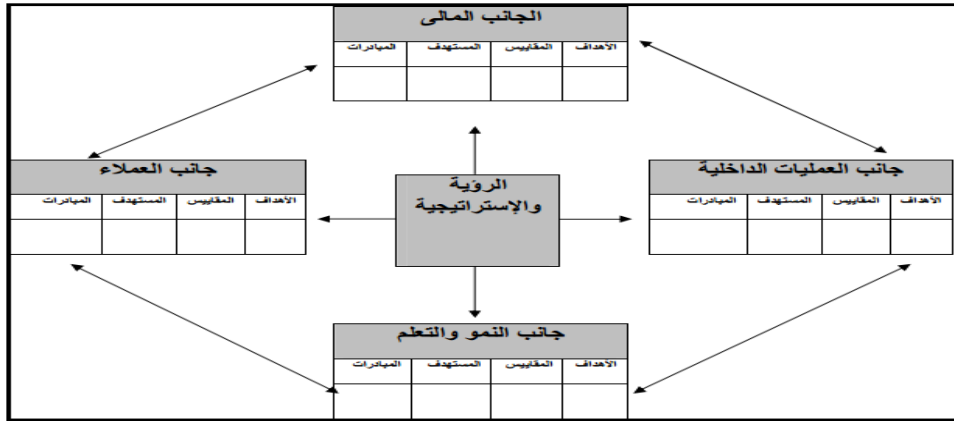 الجانب المالى
الأهداف المقاييس المستهدف المبادرات
جانب العمليات الداخلية
الأهداف المقاييس المستهدف المبادرات
الرؤية
والإستراتيجية
جانب العملاء
الأهداف المقاييس المستهدف المبادرات
جانب النمو والتعلم
الأهداف المقاييس المستهدف المبادرات